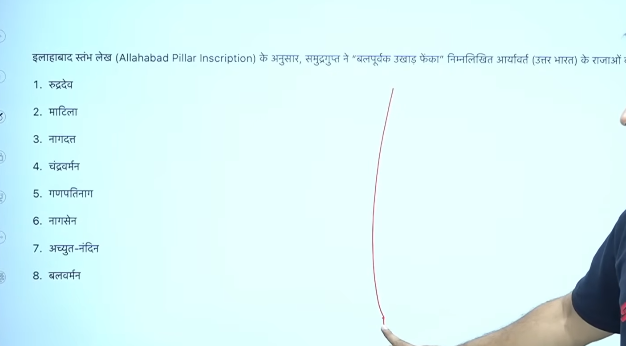 इलाहाबाद स्तंभ लेख (Allahabad Pillar Inscription) के अनुसार, समुद्रगुप्त ने “बलपूर्वक उखाड़ फेंका” निम्नलिखित आर्यावर्त (उत्तर भारत) के राजाओं
1. रुद्रदेव
2. माटिला
3. नागदत्त
4. चंद्रवर्मन
5. गणपतिनाग
6. नागसेन
7. अच्युत-नंदिन
8. बलवर्मन